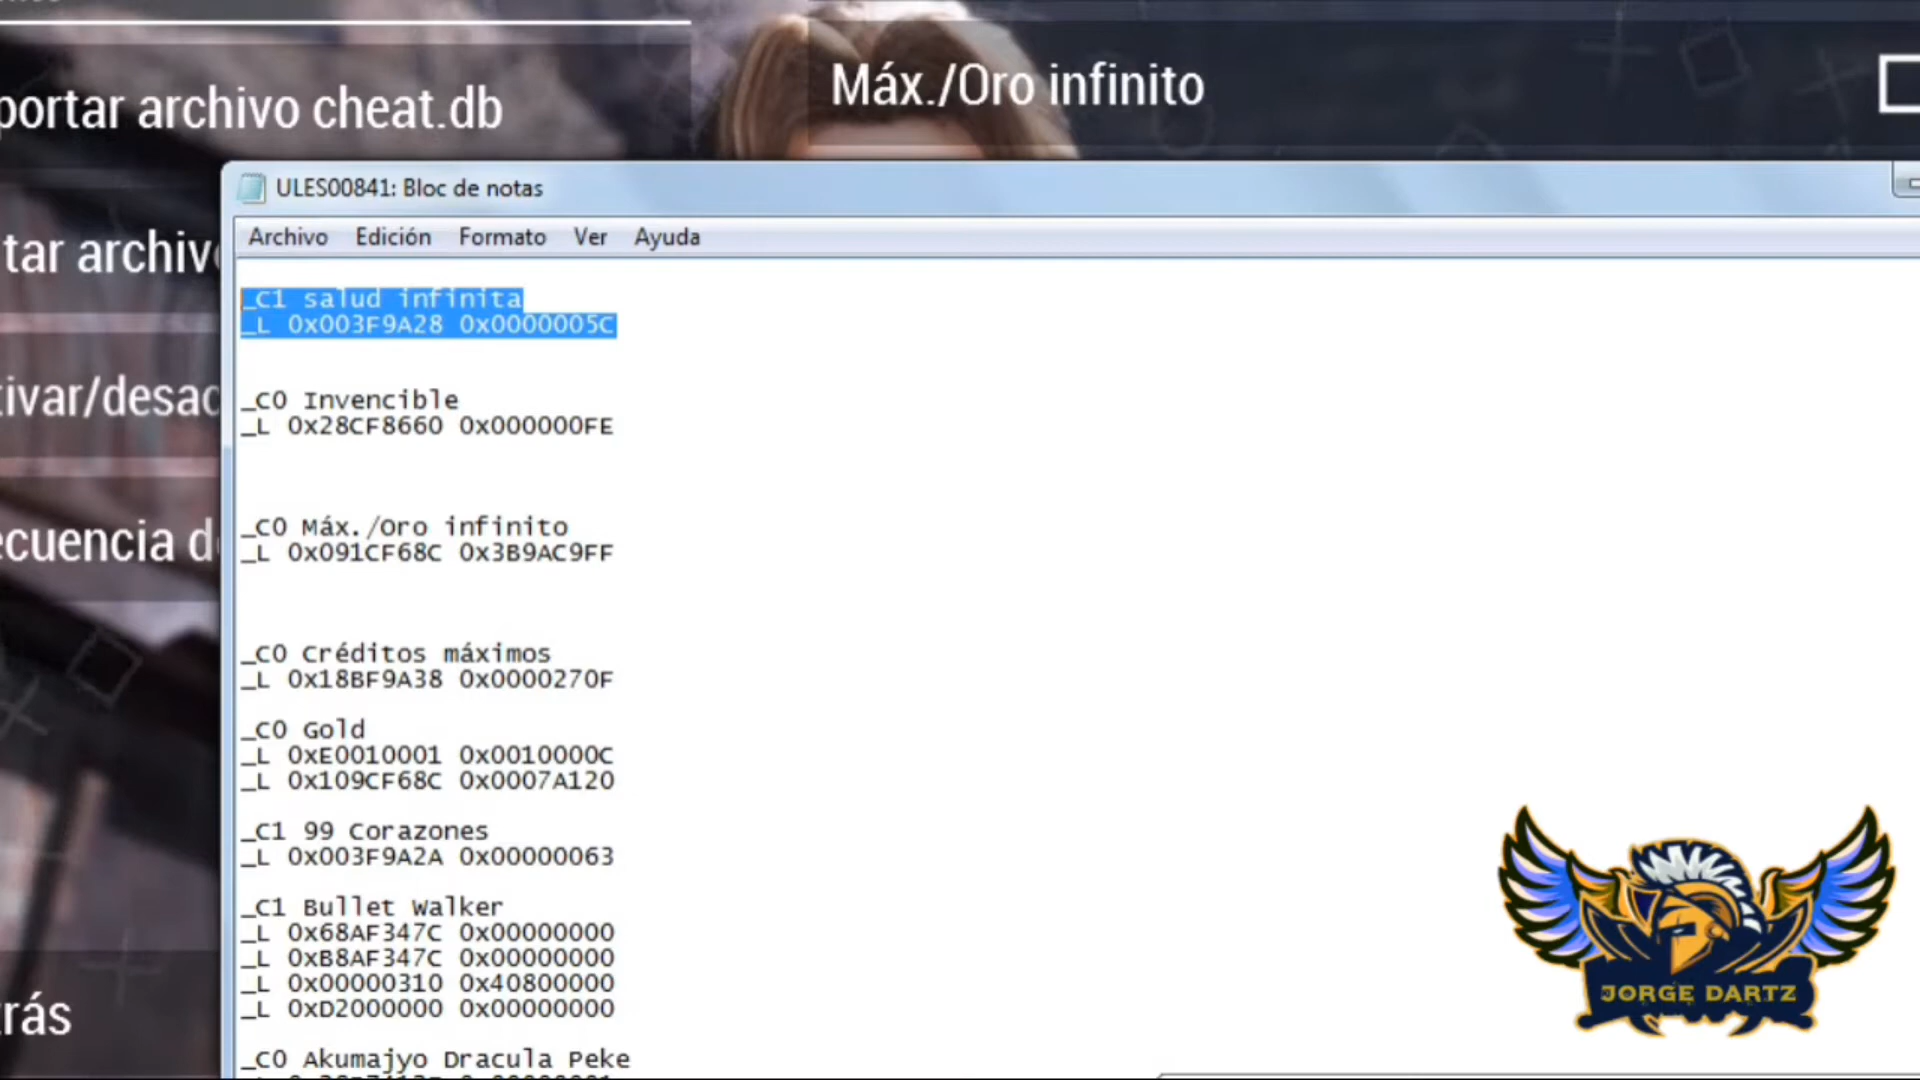 portar archivo cheat.db
Máx./Oro infinito
ULES00841: Bloc de notas
Archivo Edición Formato Ver Ayuda
tar archivo
tivar/desac
ecuencia de
trás
_C1 salud infinita
_L 0x003F9A28 0x0000005C
_C0 Invencible
_L 0x28CF8660 0x000000FE
_C0 Máx./Oro infinito
_L 0x091CF68C 0x3B9AC9FF
_C0 Créditos máximos
_L 0x18BF9A38 0x0000270F
_C0 Gold
_L 0xE0010001 0x0010000C
_L 0x109CF68C 0x0007A120
_C1 99 Corazones
_L 0x003F9A2A 0x00000063
_C1 Bullet Walker
_L 0x68AF347C 0x00000000
_L 0xB8AF347C 0x00000000
_L 0x00000310 0x40800000
_L 0xD2000000 0x00000000
_C0 Akumajyo Dracula Peke
JORGE DARTZ